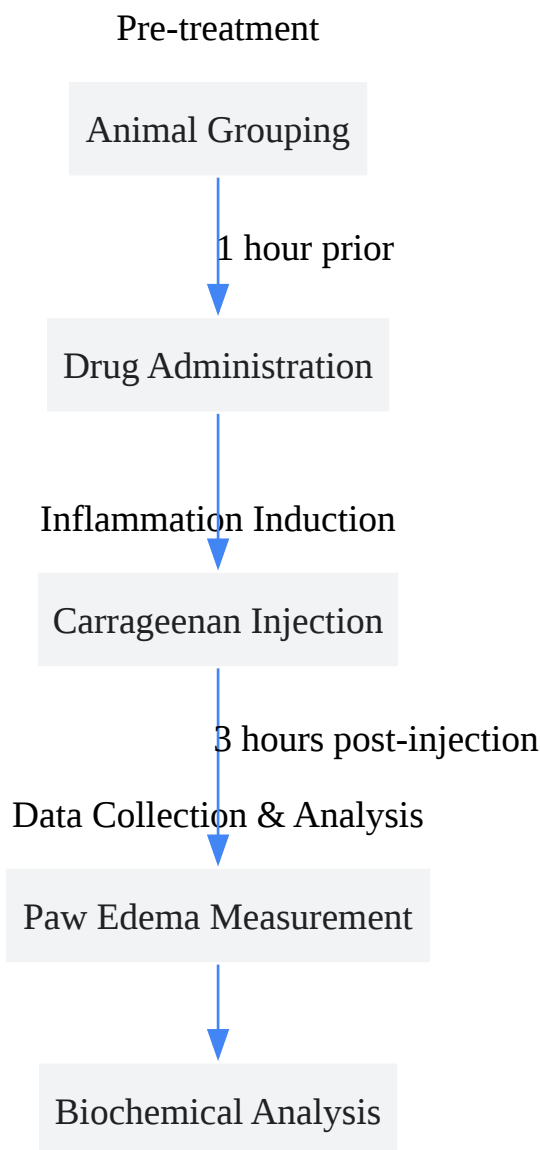 Pre-treatment
Animal Grouping
1 hour prior
Drug Administration
Inflammation Induction
Carrageenan Injection
3 hours post-injection
Data Collection & Analysis
Paw Edema Measurement
Biochemical Analysis